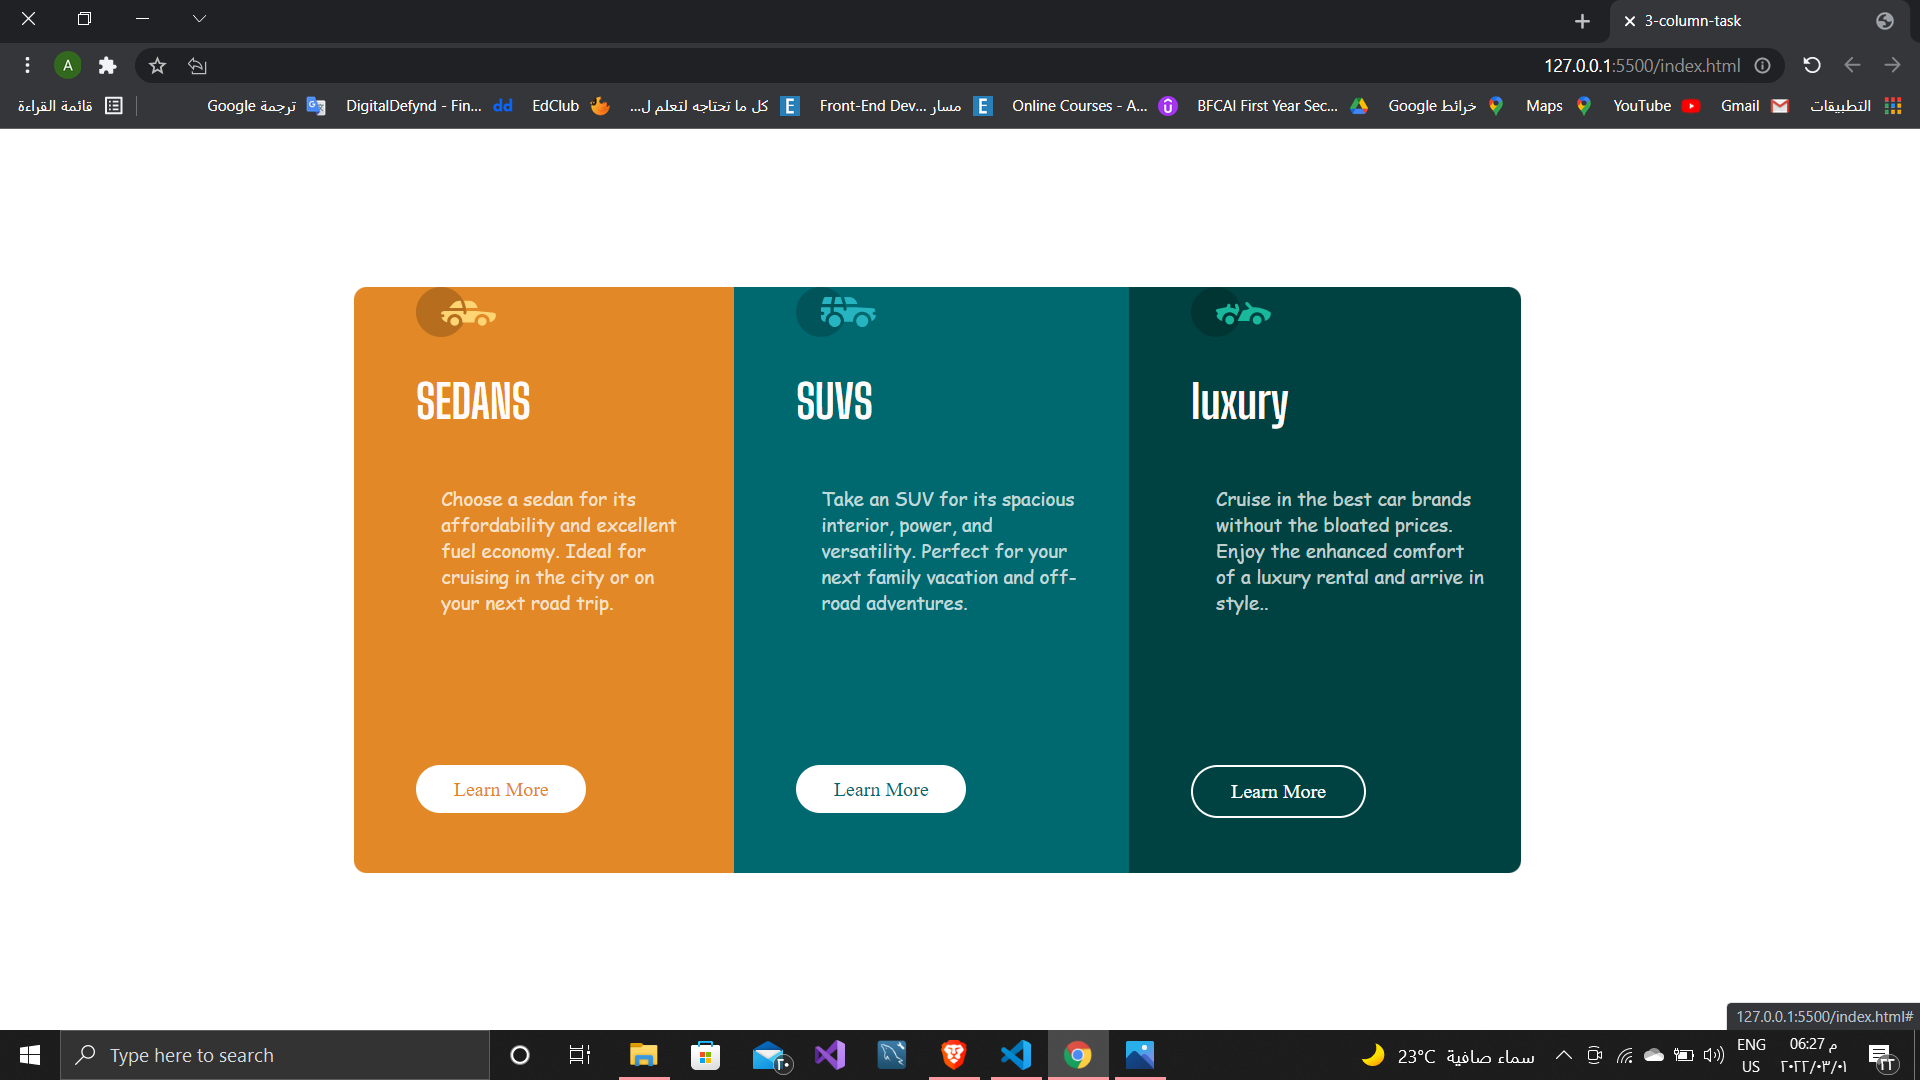 3-column-task
A
127.0.0.1:5500/index.html
التطبيقات
Gmail
YouTube
Maps
خرائط Google
BFCAI First Year Sec...
Online Courses - A...
مسار Front-End Dev...
كل ما تحتاجه لتعلم ل...
EdClub
DigitalDefynd - Fin...
ترجمة Google
قائمة القراءة
SEDANS
Choose a sedan for its
affordability and excellent
fuel economy. Ideal for
cruising in the city or on
your next road trip.
Learn More
SUVS
Take an SUV for its spacious
interior, power, and
versatility. Perfect for your
next family vacation and off-
road adventures.
Learn More
luxury
Cruise in the best car brands
without the bloated prices.
Enjoy the enhanced comfort
of a luxury rental and arrive in
style..
Learn More
127.0.0.1:5500/index.html#
Type here to search
٢٠
23°C سماء صافية
ENG
US
06:27 م
٢٠٢٢/٠٣/٠١
٢٢